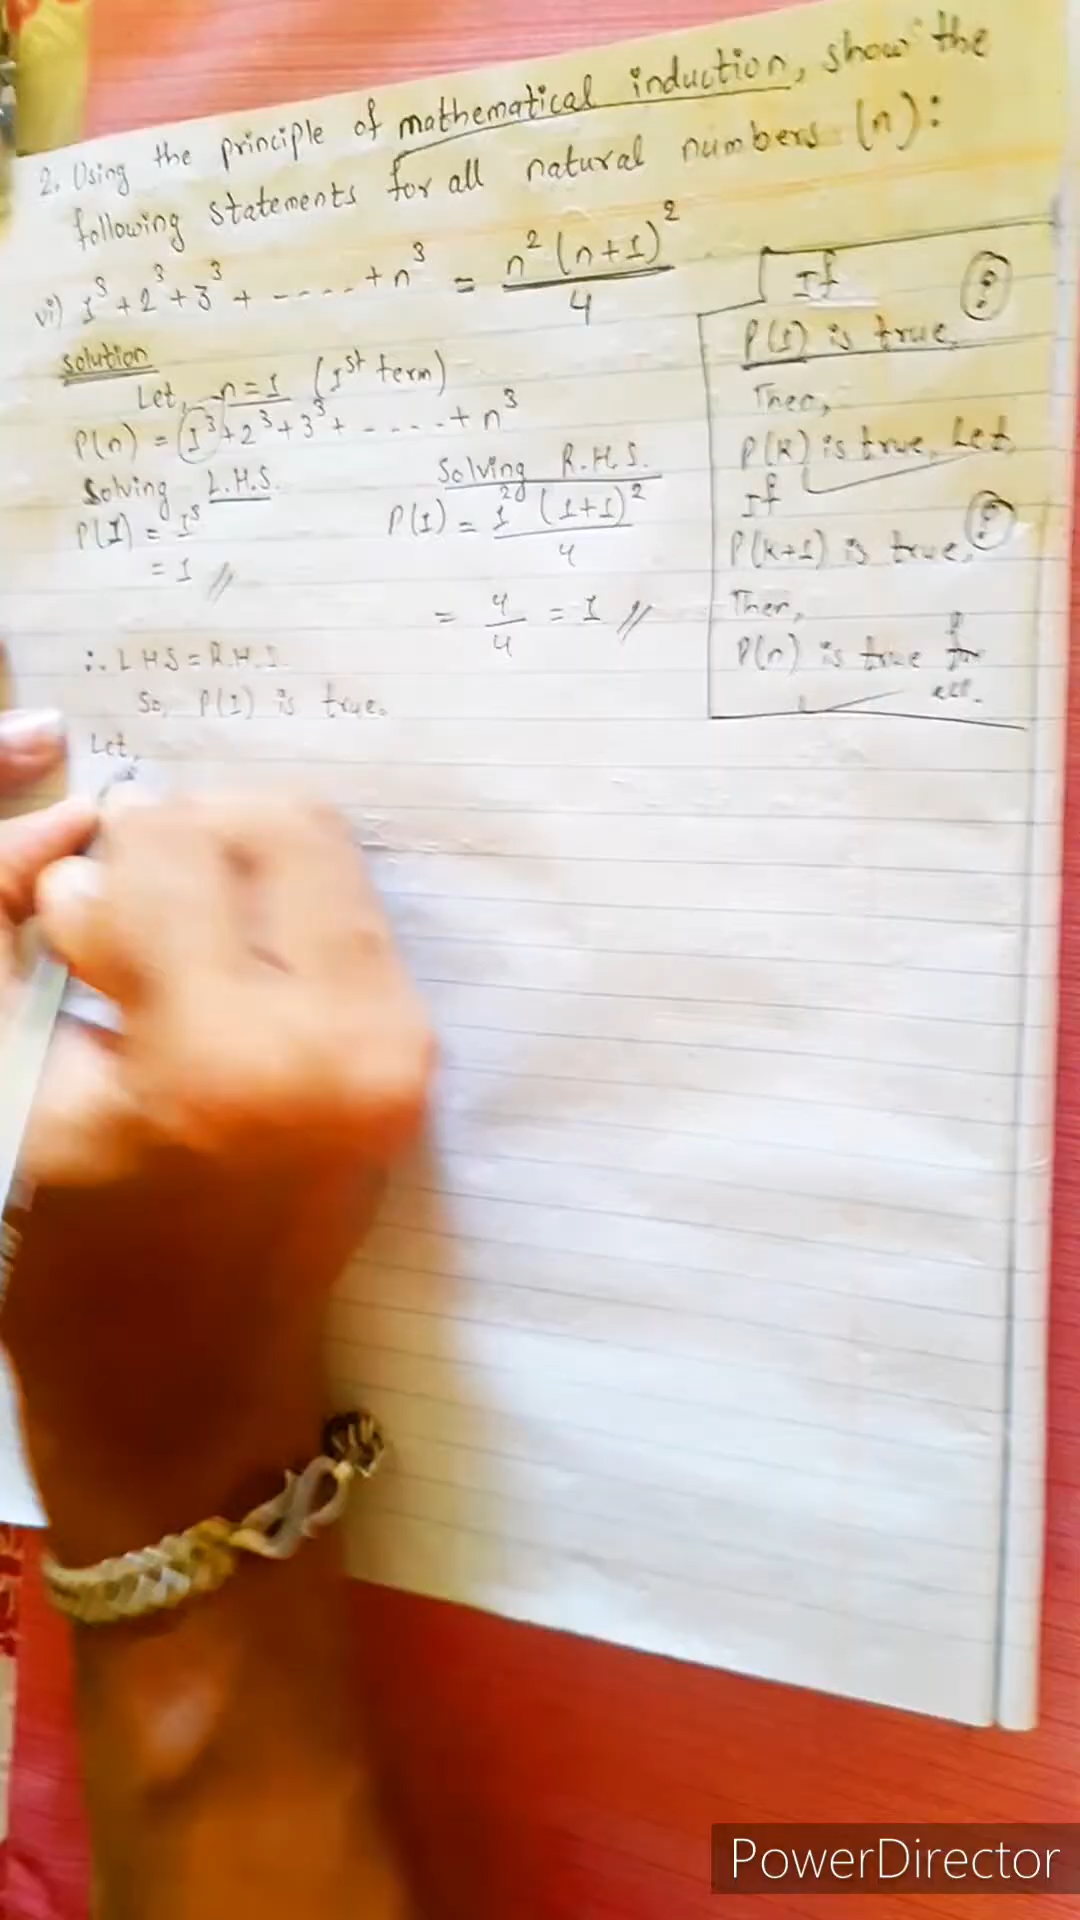 2. Using the principle of mathematical induction, show the
following statements for all natural numbers (n):
vi) 1³ + 2³ + 3³ + ..... + n³ = n²(n+1)²/4
solution
Let, n=1 (1st term)
P(n) = 1³+2³+3³+ ..... + n³
Solving L.H.S.
P(1) = 1³
= 1 //
Solving R.H.S.
P(1) = 1²(1+1)²/4
= 4/4 = 1 //
∴ LHS = R.H.S.
So, P(1) is true.
Let,
If
P(1) is true.
Then,
P(k) is true, Let,
If
P(k+1) is true,
Then,
P(n) is true for
all.
PowerDirector